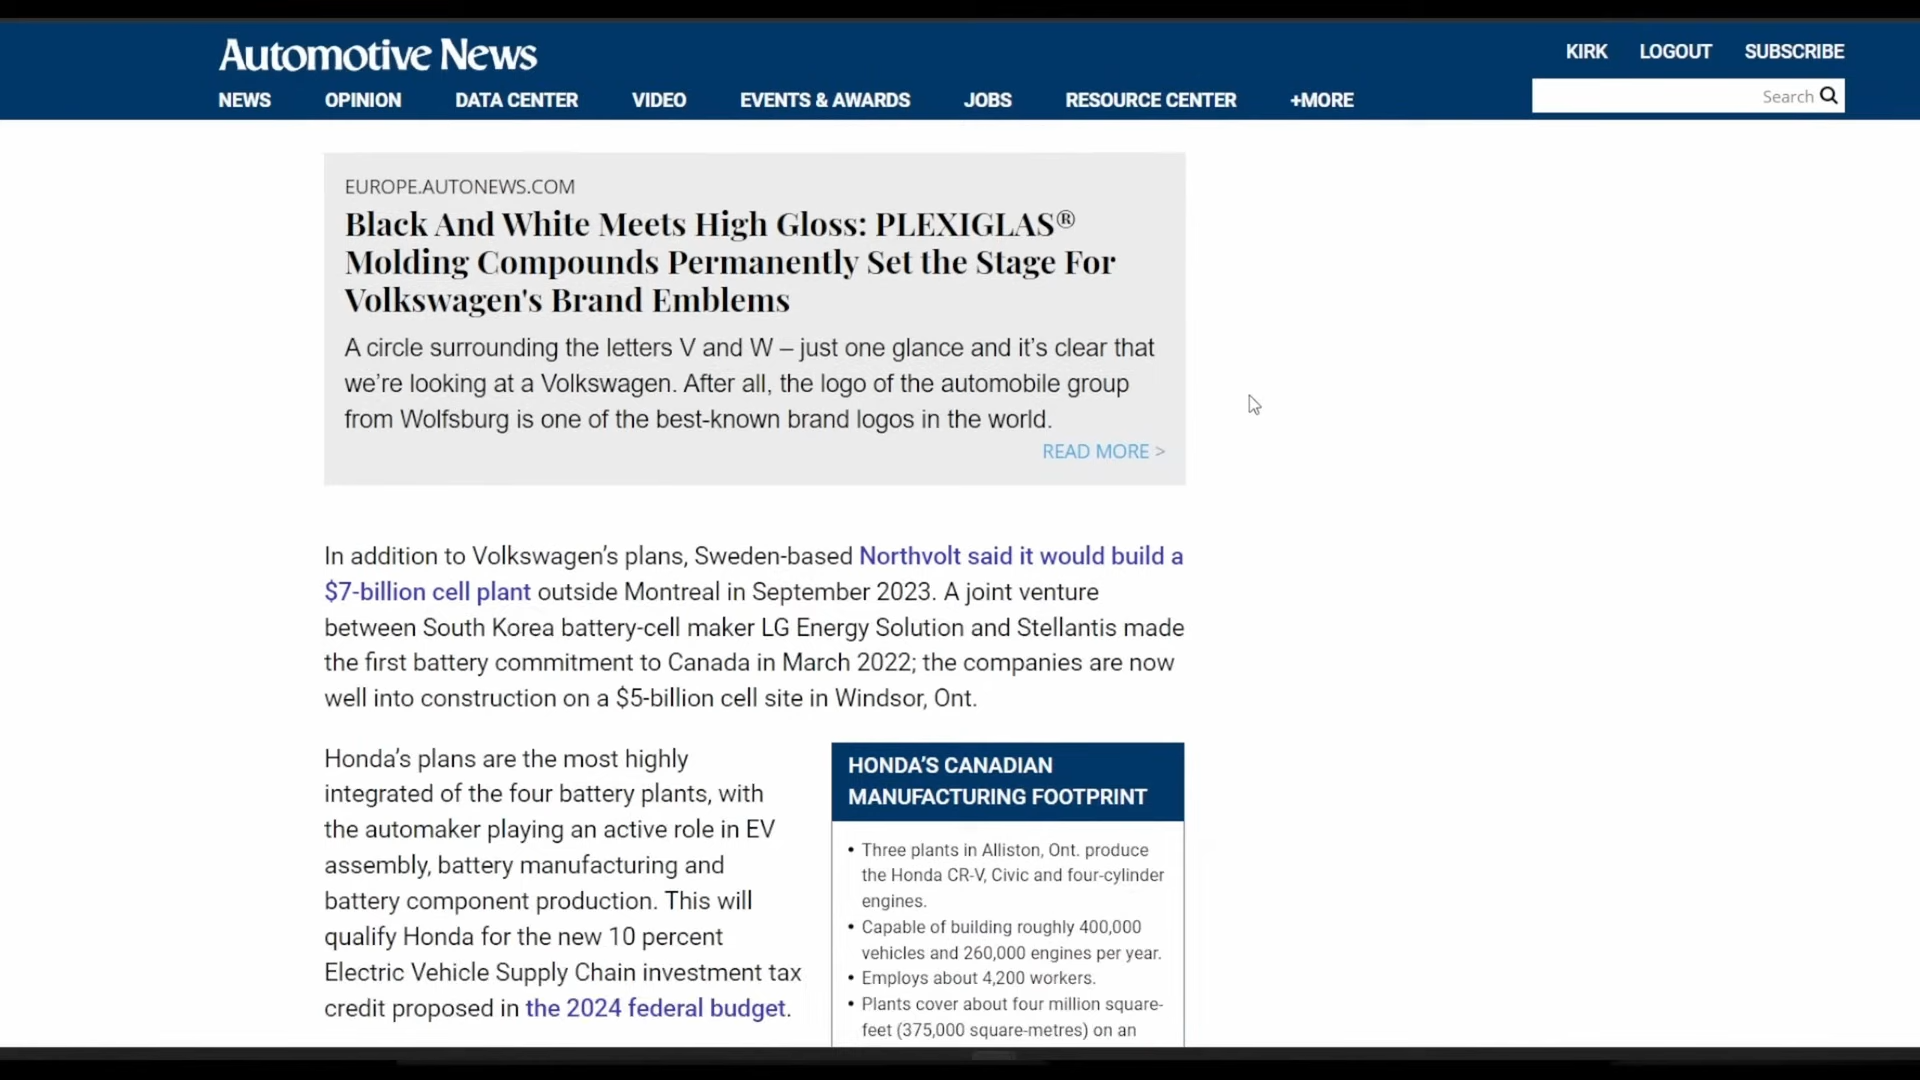 Automotive News
KIRK LOGOUT SUBSCRIBE
NEWS OPINION DATA CENTER VIDEO EVENTS & AWARDS JOBS RESOURCE CENTER +MORE
Search
EUROPE.AUTONEWS.COM
Black And White Meets High Gloss: PLEXIGLAS®
Molding Compounds Permanently Set the Stage For
Volkswagen's Brand Emblems
A circle surrounding the letters V and W – just one glance and it’s clear that
we’re looking at a Volkswagen. After all, the logo of the automobile group
from Wolfsburg is one of the best-known brand logos in the world.
READ MORE >
In addition to Volkswagen’s plans, Sweden-based Northvolt said it would build a
$7-billion cell plant outside Montreal in September 2023. A joint venture
between South Korea battery-cell maker LG Energy Solution and Stellantis made
the first battery commitment to Canada in March 2022; the companies are now
well into construction on a $5-billion cell site in Windsor, Ont.
Honda’s plans are the most highly
integrated of the four battery plants, with
the automaker playing an active role in EV
assembly, battery manufacturing and
battery component production. This will
qualify Honda for the new 10 percent
Electric Vehicle Supply Chain investment tax
credit proposed in the 2024 federal budget.
HONDA’S CANADIAN
MANUFACTURING FOOTPRINT
• Three plants in Alliston, Ont. produce
the Honda CR-V, Civic and four-cylinder
engines.
• Capable of building roughly 400,000
vehicles and 260,000 engines per year.
• Employs about 4,200 workers.
• Plants cover about four million square-
feet (375,000 square-metres) on an